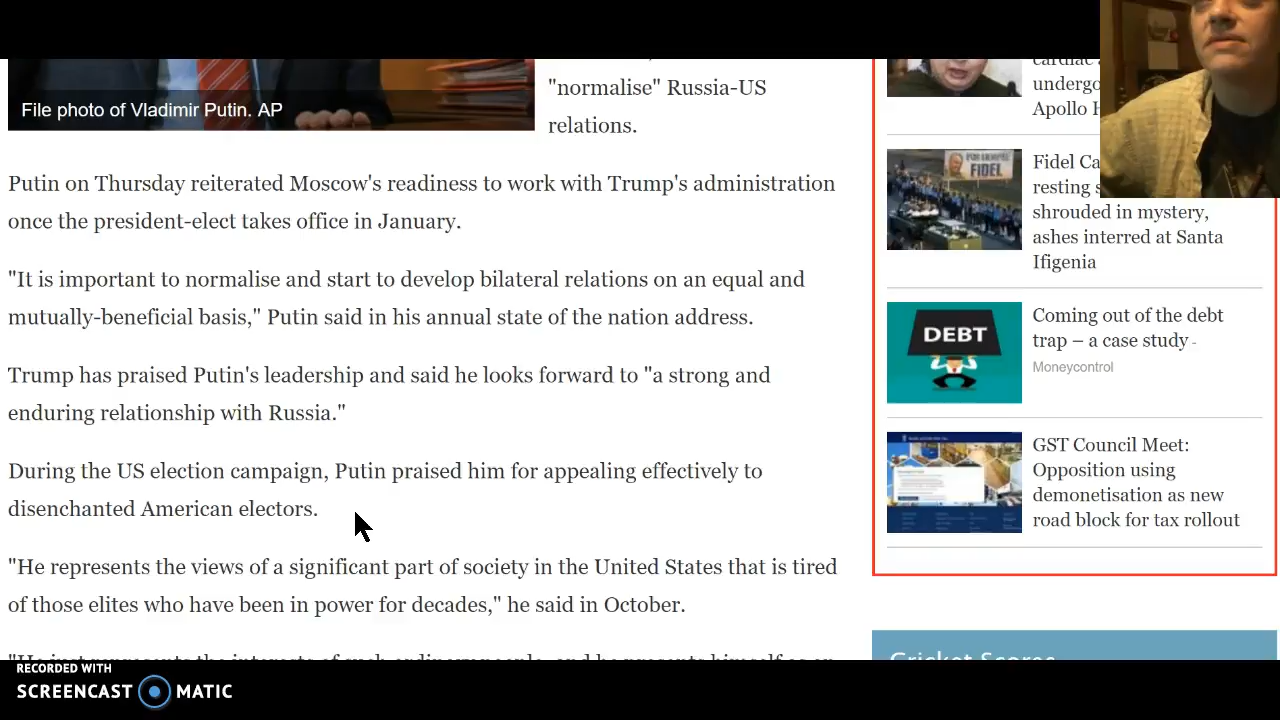 "normalise" Russia-US
relations.
File photo of Vladimir Putin. AP
Putin on Thursday reiterated Moscow's readiness to work with Trump's administration
once the president-elect takes office in January.
"It is important to normalise and start to develop bilateral relations on an equal and
mutually-beneficial basis," Putin said in his annual state of the nation address.
Trump has praised Putin's leadership and said he looks forward to "a strong and
enduring relationship with Russia."
During the US election campaign, Putin praised him for appealing effectively to
disenchanted American electors.
"He represents the views of a significant part of society in the United States that is tired
of those elites who have been in power for decades," he said in October.
cardiac
undergo
Apollo H
FIDEL
Fidel Ca
resting s
shrouded in mystery,
ashes interred at Santa
Ifigenia
DEBT
Coming out of the debt
trap – a case study -
Moneycontrol
GST Council Meet:
Opposition using
demonetisation as new
road block for tax rollout
Cricket Scores
RECORDED WITH
SCREENCAST MATIC